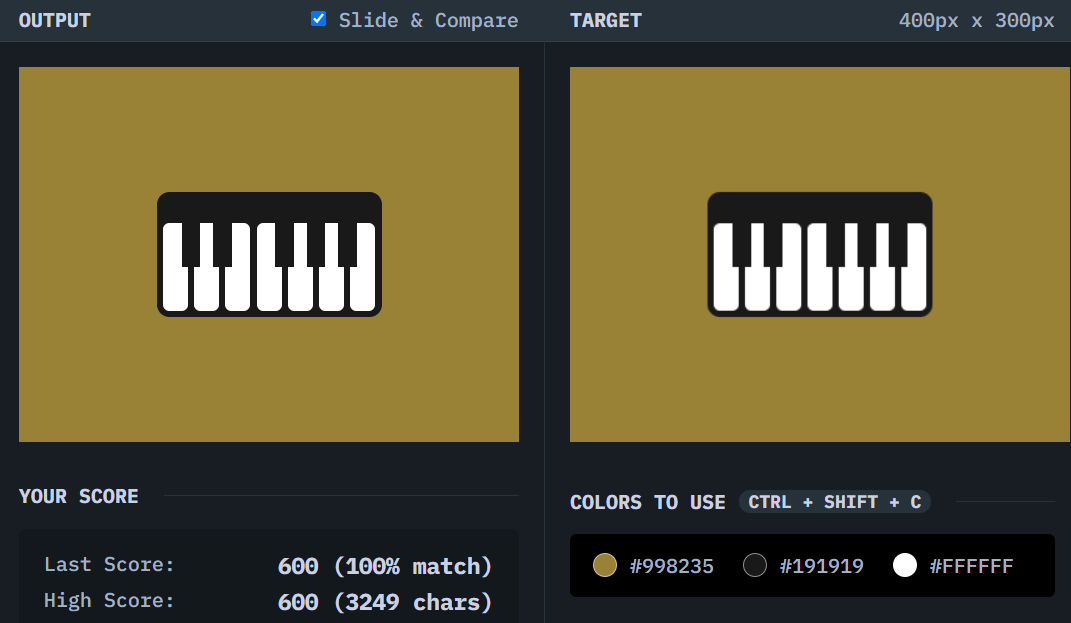 OUTPUT
Slide & Compare
TARGET
400px x 300px
YOUR SCORE
Last Score: 600 (100% match)
High Score: 600 (3249 chars)
COLORS TO USE CTRL + SHIFT + C
#998235 #191919 #FFFFFF